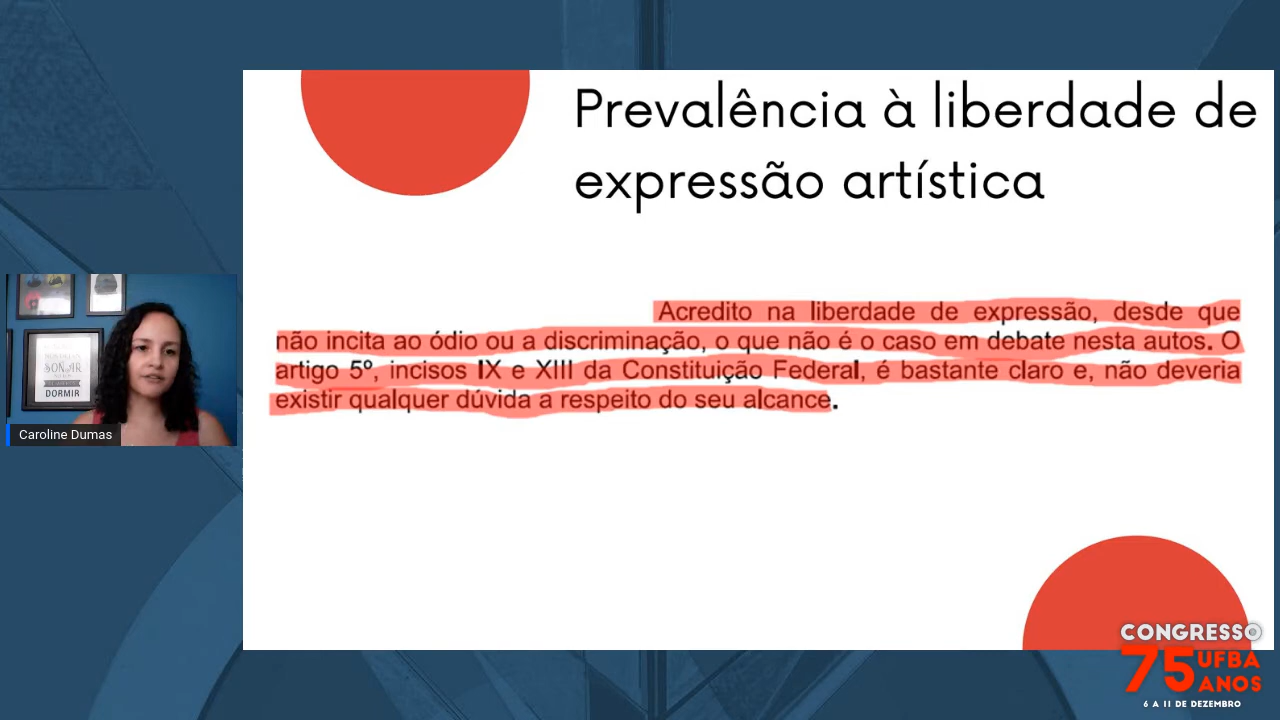 Prevalência à liberdade de
expressão artística
Acredito na liberdade de expressão, desde que
não incita ao ódio ou a discriminação, o que não é o caso em debate nesta autos. O
artigo 5º, incisos IX e XIII da Constituição Federal, é bastante claro e, não deveria
existir qualquer dúvida a respeito do seu alcance.
SOÑAR
DORMIR
Caroline Dumas
CONGRESSO
75 UFBA
ANOS
6 A 11 DE DEZEMBRO